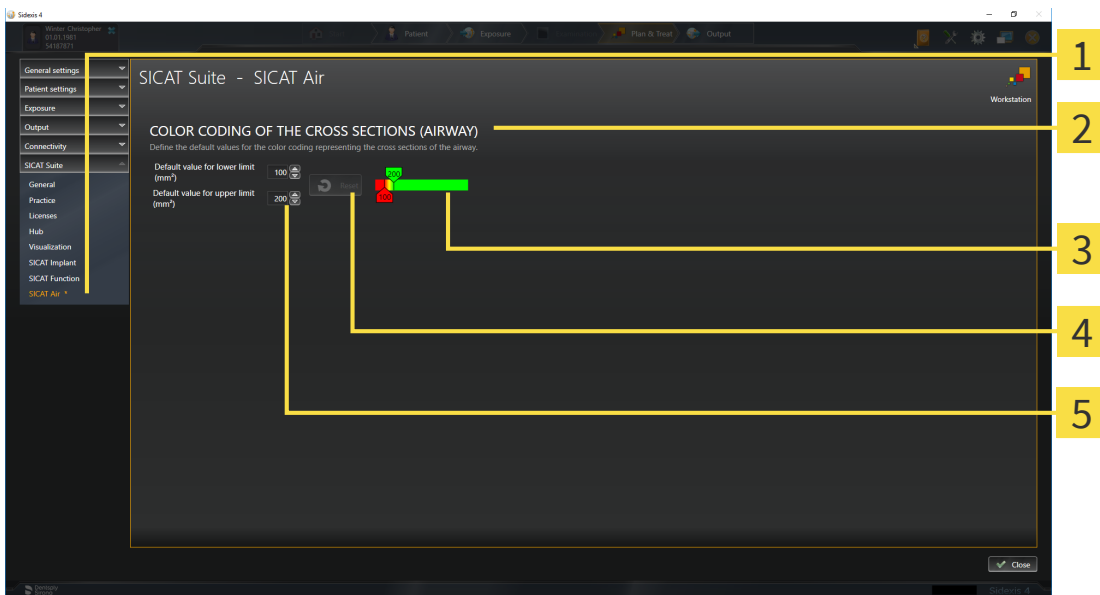 Sidexis 4
Winter Christopher
01.01.1981
54187871
Start
Patient
Exposure
Plan & Treat
Output
General settings
Patient settings
Exposure
Output
Connectivity
SICAT Suite
General
Practice
Licenses
Hub
Visualization
SICAT Implant
SICAT Function
SICAT Air *
SICAT Suite - SICAT Air
Workstation
COLOR CODING OF THE CROSS SECTIONS (AIRWAY)
Define the default values for the color coding representing the cross sections of the airway.
Default value for lower limit
(mm²)
100
Default value for upper limit
(mm²)
200
Reset
200
100
Close
Dentsply
Sirona
Sidexis 4
1
2
3
4
5